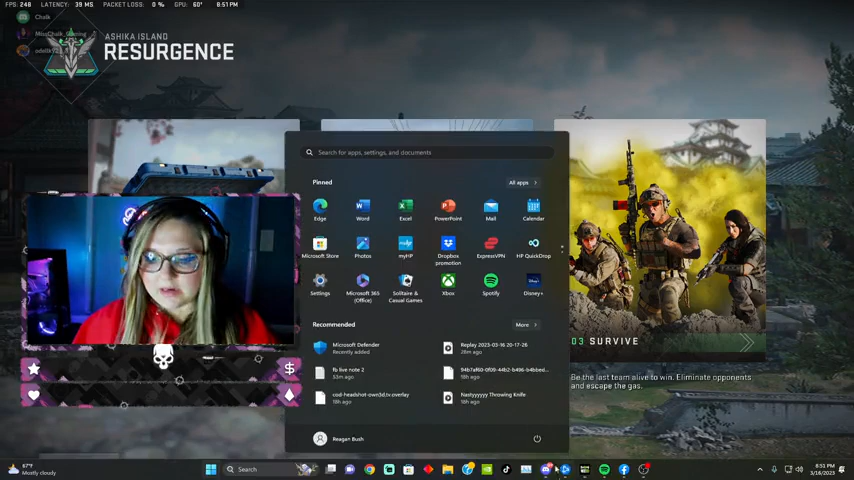 FPS: 248 LATENCY: 39 MS PACKET LOSS: 0 % GPU: 60° 8:51 PM
Chalk
ASHIKA ISLAND
RESURGENCE
Search for apps, settings, and documents
Pinned
All apps
Edge Word Excel PowerPoint Mail Calendar
Microsoft Store Photos myHP Dropbox promotion ExpressVPN HP QuickDrop
Settings Microsoft 365 (Office) Solitaire & Casual Games Xbox Spotify Disney+
Recommended
More
Microsoft Defender
Recently added
Replay 2023-03-16 20-17-26
28m ago
fb live note 2
53m ago
18h ago
cod-headshot-own3d.tv.overlay
18h ago
Nastyyyyyy Throwing Knife
18h ago
Reagan Bush
03 SURVIVE
Be the last team alive to win. Eliminate opponents
and escape the gas.
67°F
Mostly cloudy
Search
8:51 PM
3/16/2023